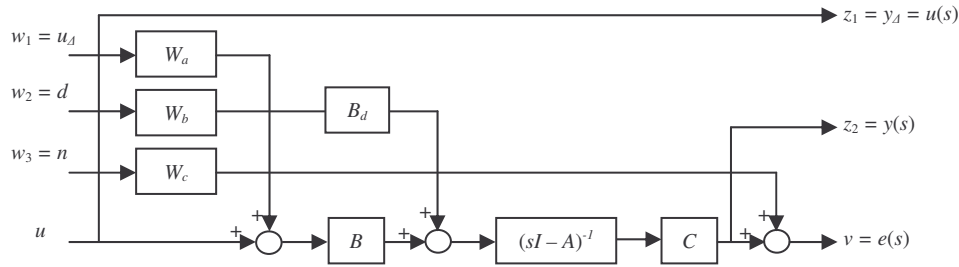 z₁ = y_Δ = u(s)
w₁ = u_Δ
W_a
w₂ = d
W_b
B_d
z₂ = y(s)
w₃ = n
W_c
+
+
+
u
+
B
+
(sI – A)⁻¹
C
+
v = e(s)